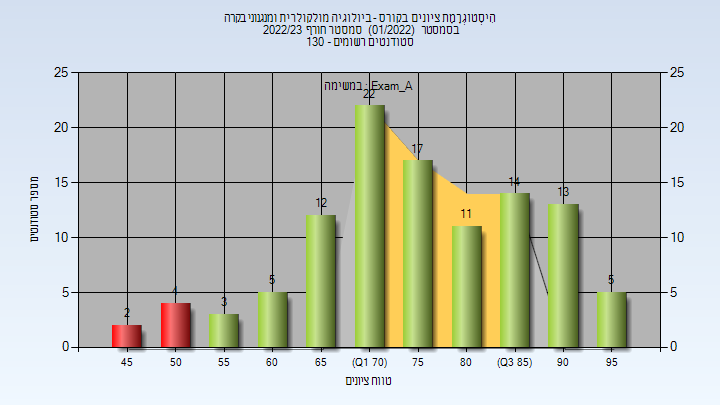 הִיסְטוֹגְרָמַת ציונים בקורס - ביולוגיה מולקולרית ומנגנוני בקרה
בסמסטר (01/2022) סמסטר חורף 2022/23
סטודנטים רשומים - 130
במשימה : Exam_A
25 25
20 20
15 15
10 10
5 5
0 0
מספר סטודנטים
2 4 3 5 12 22 17 11 14 13 5
45 50 55 60 65 (Q1 70) 75 80 (Q3 85) 90 95
טווח ציונים